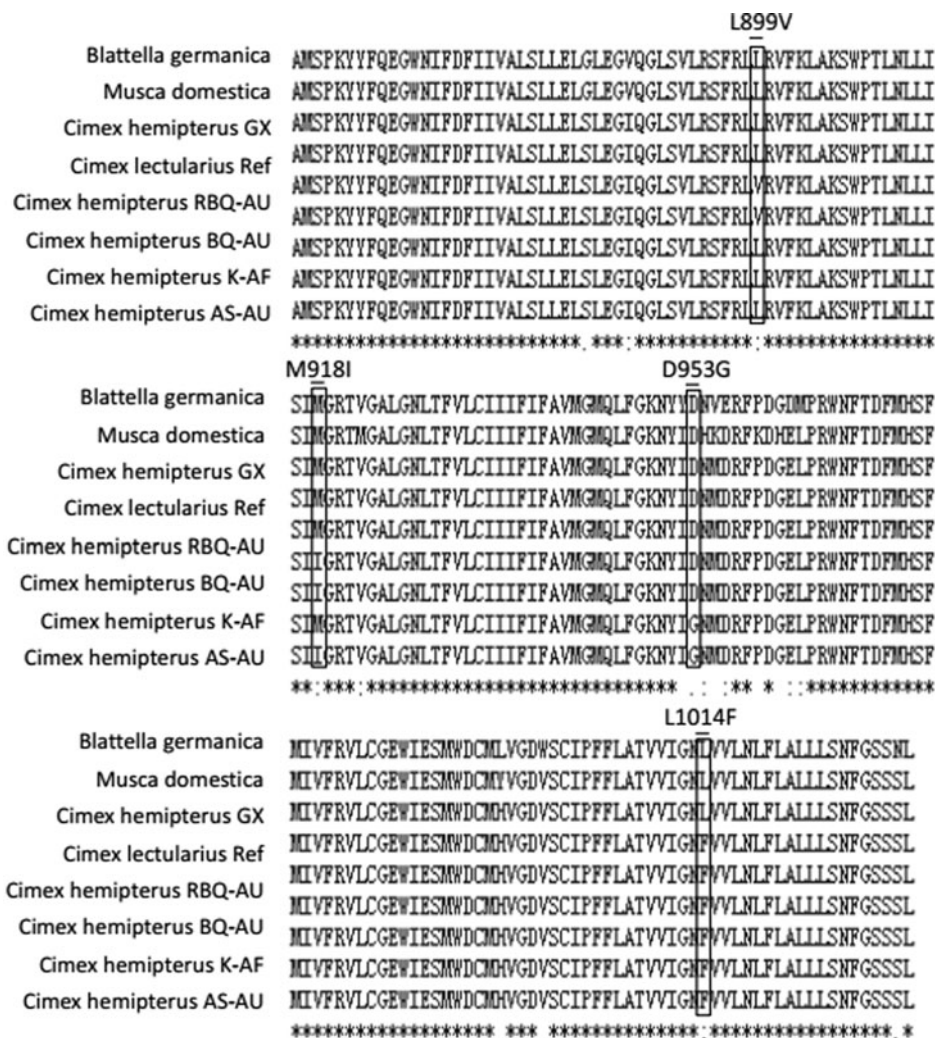 L899V
Blattella germanica
Musca domestica
Cimex hemipterus GX
Cimex lectularius Ref
Cimex hemipterus RBQ-AU
Cimex hemipterus BQ-AU
Cimex hemipterus K-AF
Cimex hemipterus AS-AU
AMSPKYYFQEGWNIFDFIIVALSLLELGLEGVQGLSVLRSFRLLRVFKLAKSWPTLNLLI
AMSPKYYFQEGWNIFDFIIVALSLLELGLEGVQGLSVLRSFRLLRVFKLAKSWPTLNLLI
AMSPKYYFQEGWNIFDFIIVALSLLELSLEGIQGLSVLRSFRLLRVFKLAKSWPTLNLLI
AMSPKYYFQEGWNIFDFIIVALSLLELSLEGIQGLSVLRSFRLLRVFKLAKSWPTLNLLI
AMSPKYYFQEGWNIFDFIIVALSLLELSLEGIQGLSVLRSFRLVRVFKLAKSWPTLNLLI
AMSPKYYFQEGWNIFDFIIVALSLLELSLEGIQGLSVLRSFRLVRVFKLAKSWPTLNLLI
AMSPKYYFQEGWNIFDFIIVALSLLELSLEGIQGLSVLRSFRLLRVFKLAKSWPTLNLLI
AMSPKYYFQEGWNIFDFIIVALSLLELSLEGIQGLSVLRSFRLLRVFKLAKSWPTLNLLI
AMSPKYYFQEGWNIFDFIIVALSLLELSLEGIQGLSVLRSFRLLRVFKLAKSWPTLNLLI
***************************.***:***********:****************
M918I D953G
Blattella germanica
Musca domestica
Cimex hemipterus GX
Cimex lectularius Ref
Cimex hemipterus RBQ-AU
Cimex hemipterus BQ-AU
Cimex hemipterus K-AF
Cimex hemipterus AS-AU
SIMGRTVGALGNLTFVLCIIIFIFAVMGMQLFGKNYYDNVERFPDGDMPRWNFTDFMHSF
SIMGRTMGALGNLTFVLCIIIFIFAVMGMQLFGKNYIDHKDRFKDHELPRWNFTDFMHSF
SIMGRTVGALGNLTFVLCIIIFIFAVMGMQLFGKNYIDNMDRFPDGELPRWNFTDFMHSF
SIMGRTVGALGNLTFVLCIIIFIFAVMGMQLFGKNYIDNMDRFPDGELPRWNFTDFMHSF
SIMGRTVGALGNLTFVLCIIIFIFAVMGMQLFGKNYIDNMDRFPDGELPRWNFTDFMHSF
SIIGRTVGALGNLTFVLCIIIFIFAVMGMQLFGKNYIDNMDRFPDGELPRWNFTDFMHSF
SIIGRTVGALGNLTFVLCIIIFIFAVMGMQLFGKNYIDNMDRFPDGELPRWNFTDFMHSF
SIMGRTVGALGNLTFVLCIIIFIFAVMGMQLFGKNYIGNMDRFPDGELPRWNFTDFMHSF
SIIGRTVGALGNLTFVLCIIIFIFAVMGMQLFGKNYIGNMDRFPDGELPRWNFTDFMHSF
**:***:***************************** .: :** * ::************
L1014F
Blattella germanica
Musca domestica
Cimex hemipterus GX
Cimex lectularius Ref
Cimex hemipterus RBQ-AU
Cimex hemipterus BQ-AU
Cimex hemipterus K-AF
Cimex hemipterus AS-AU
MIVFRVLCGEWIESMWDCMLVGDWSCIPFFLATVVIGNLVVLNLFLALLLSNFGSSNL
MIVFRVLCGEWIESMWDCMYVGDVSCIPFFLATVVIGNLVVLNLFLALLLSNFGSSSL
MIVFRVLCGEWIESMWDCMHVGDVSCIPFFLATVVIGNLVVLNLFLALLLSNFGSSSL
MIVFRVLCGEWIESMWDCMHVGDVSCIPFFLATVVIGNFVVLNLFLALLLSNFGSSSL
MIVFRVLCGEWIESMWDCMHVGDVSCIPFFLATVVIGNFVVLNLFLALLLSNFGSSSL
MIVFRVLCGEWIESMWDCMHVGDVSCIPFFLATVVIGNFVVLNLFLALLLSNFGSSSL
MIVFRVLCGEWIESMWDCMHVGDVSCIPFFLATVVIGNFVVLNLFLALLLSNFGSSSL
MIVFRVLCGEWIESMWDCMHVGDVSCIPFFLATVVIGNFVVLNLFLALLLSNFGSSSL
MIVFRVLCGEWIESMWDCMHVGDVSCIPFFLATVVIGNFVVLNLFLALLLSNFGSSSL
******************* *** **************:*****************.*